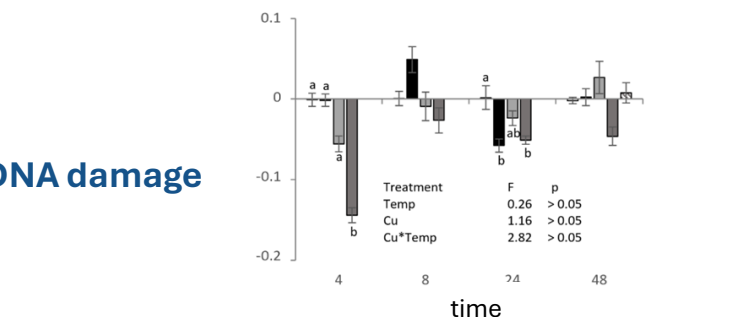 0.1
a a a
0
a ab
b b
-0.1
DNA damage
Treatment F p
Temp 0.26 > 0.05
Cu 1.16 > 0.05
b Cu*Temp 2.82 > 0.05
-0.2
4 8 24 48
time